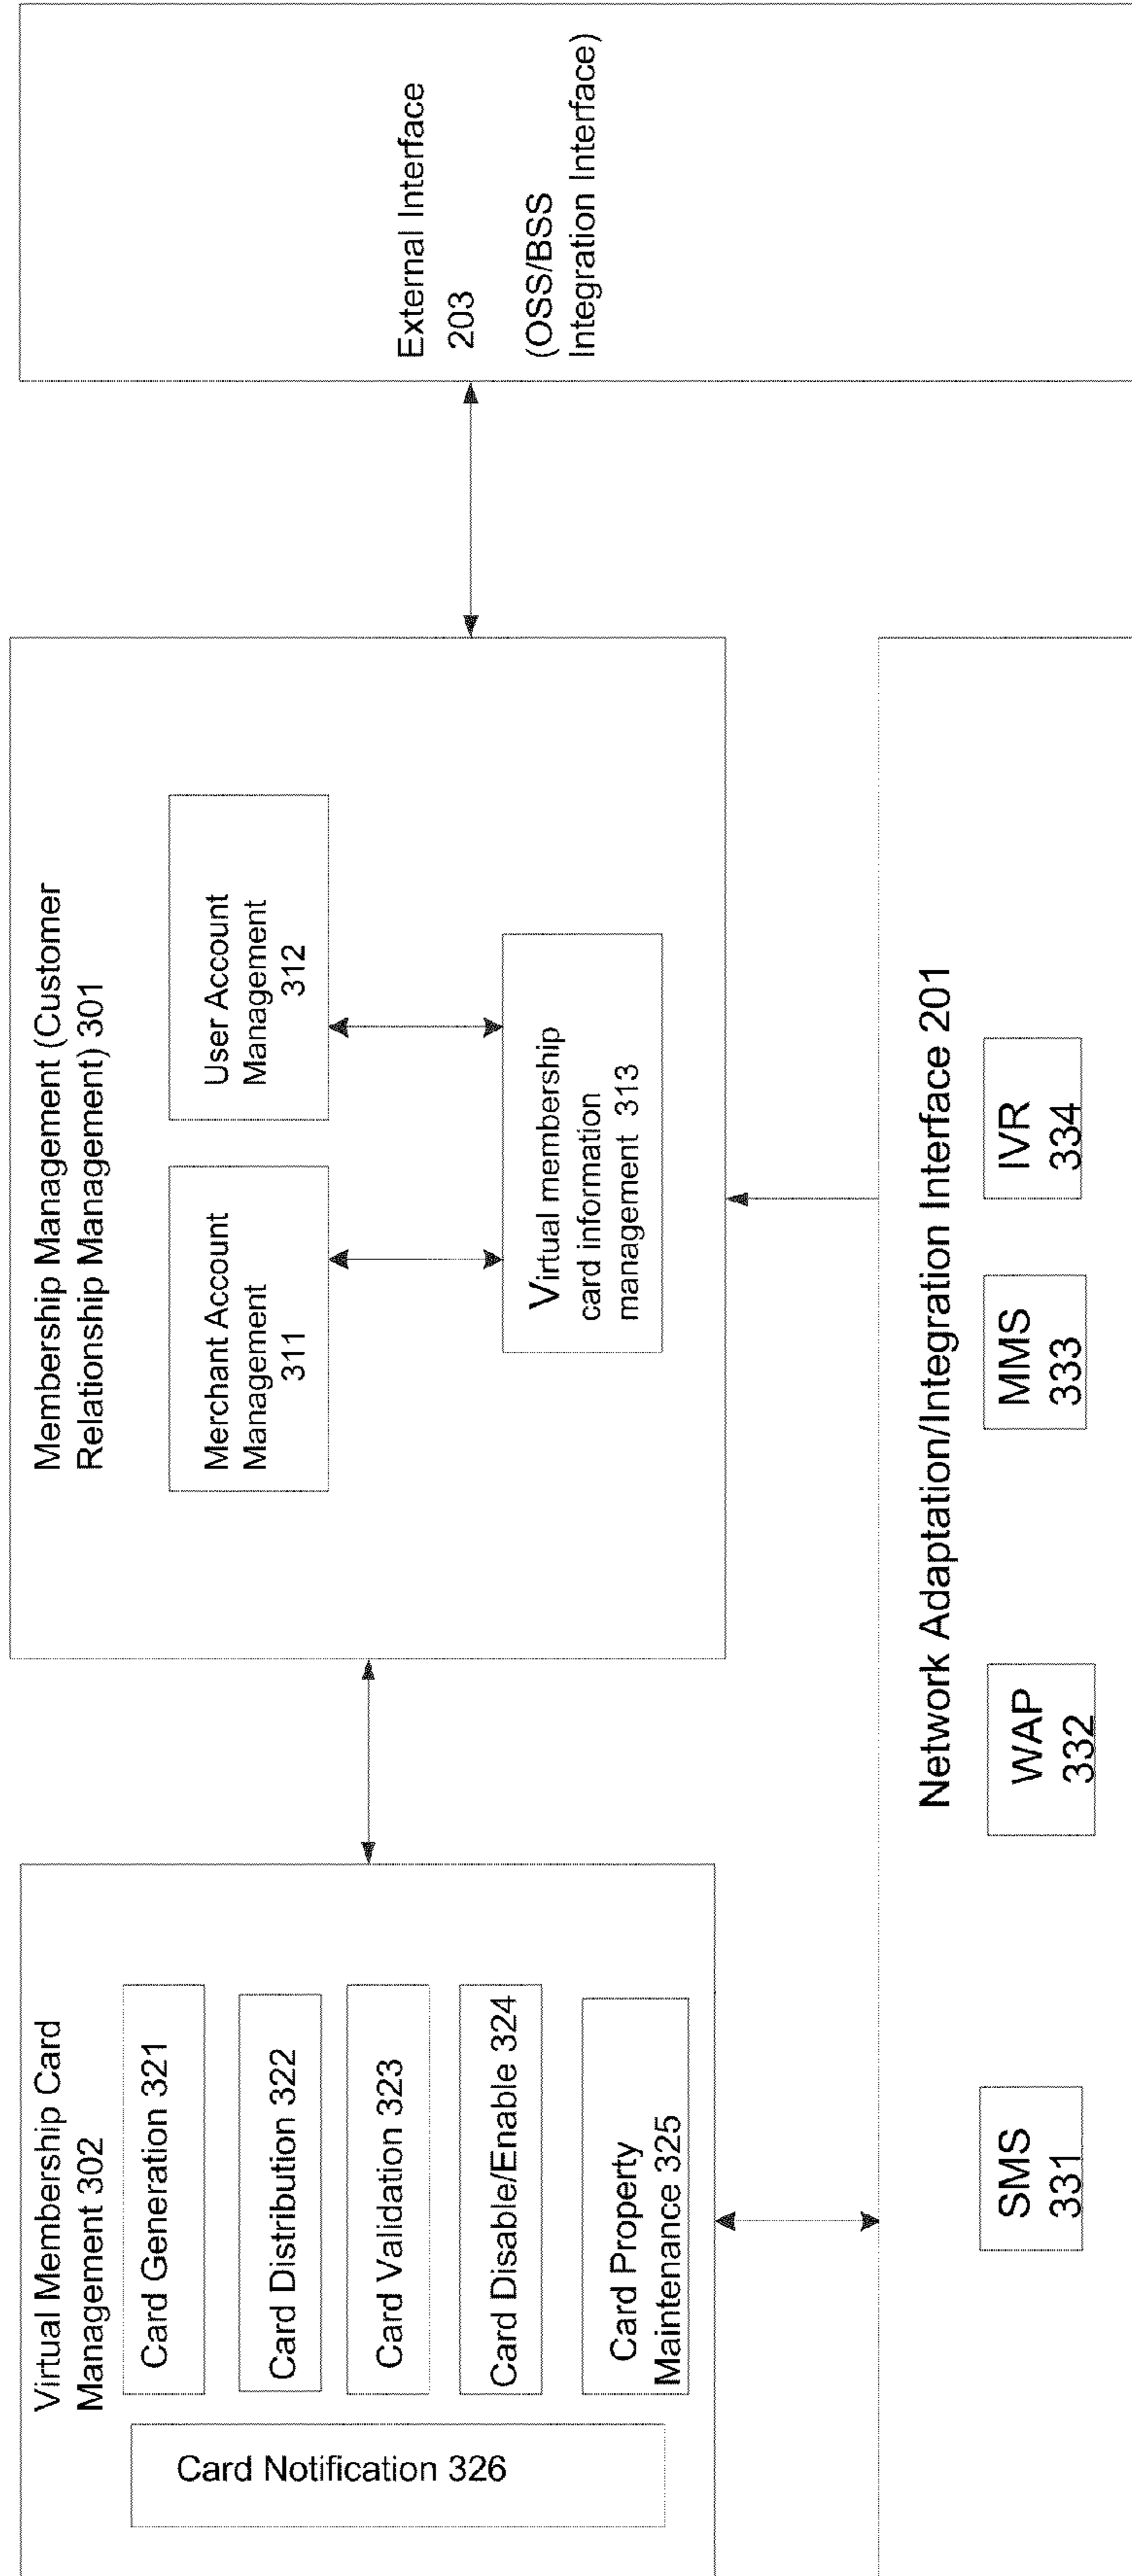 Virtual Membership Card
Management 302
Card Generation 321
Card Distribution 322
Card Validation 323
Card Disable/Enable 324
Card Property
Maintenance 325
Card Notification 326
Membership Management (Customer
Relationship Management) 301
Merchant Account
Management
311
User Account
Management
312
Virtual membership
card information
management 313
External Interface
203
(OSS/BSS
Integration Interface)
Network Adaptation/Integration Interface 201
SMS
331
WAP
332
MMS
333
IVR
334